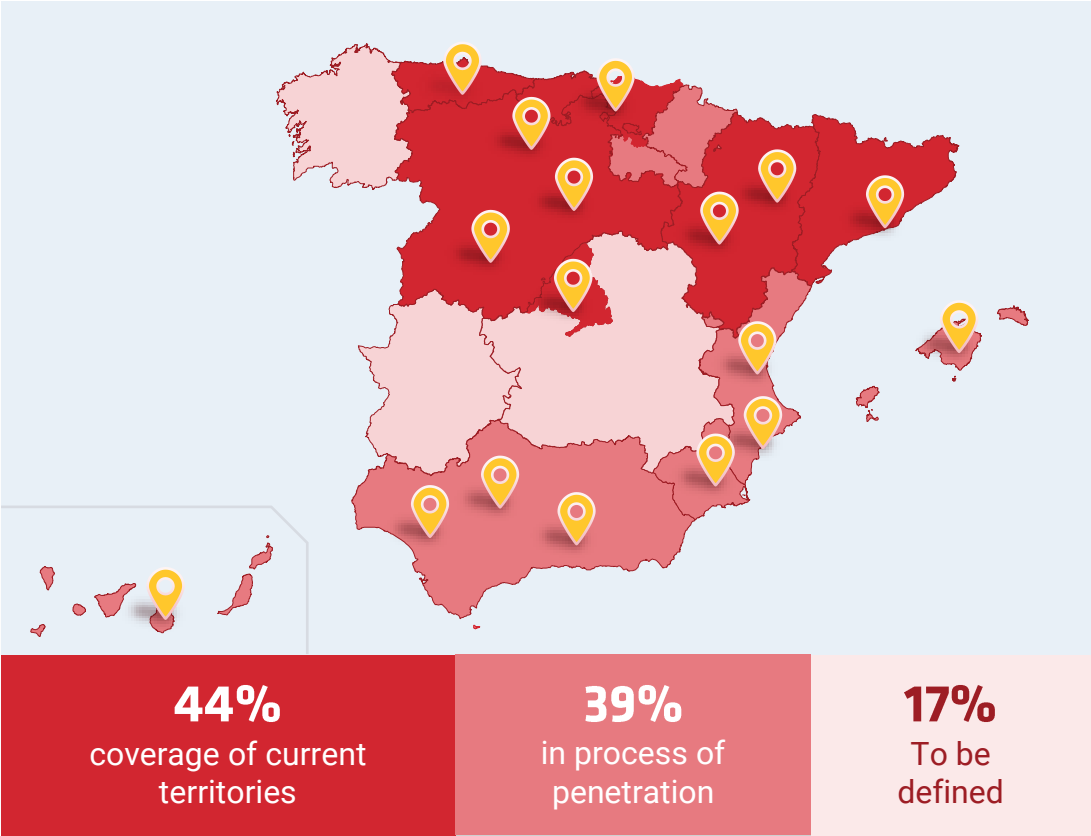 44%
coverage of current
territories
39%
in process of
penetration
17%
To be
defined